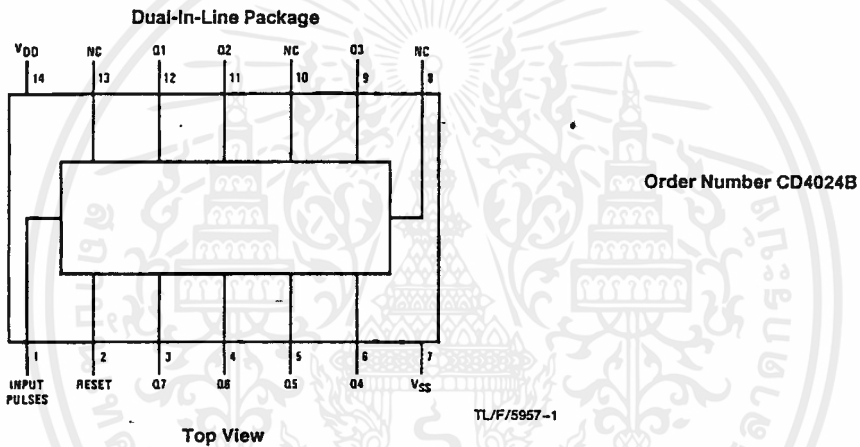 Dual-In-Line Package
VDD NC Q1 Q2 NC Q3 NC
14 13 12 11 10 9 8
Order Number CD4024B
1 2 3 4 5 6 7
INPUT PULSES RESET Q7 Q6 Q5 Q4 VSS
TL/F/5957-1
Top View